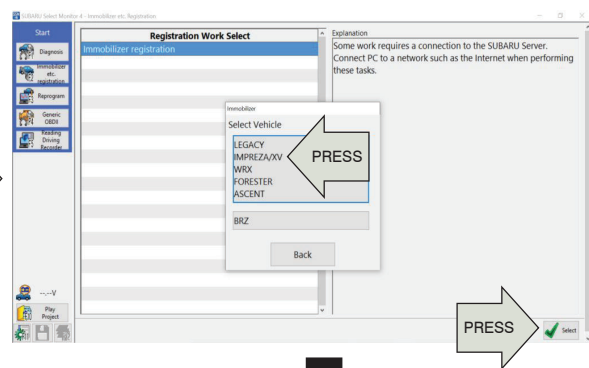 SUBARU Select Monitor 4 - Immobilizer etc. Registration
Start
Diagnosis
Immobilizer
etc.
registration
Reprogram
Generic
OBDII
Reading
Driving
Recorder
--.--V
Play
Project
Registration Work Select
Immobilizer registration
Explanation
Some work requires a connection to the SUBARU Server.
Connect PC to a network such as the Internet when performing
these tasks.
Immobilizer
Select Vehicle
LEGACY
IMPREZA/XV
WRX
FORESTER
ASCENT
PRESS
BRZ
Back
PRESS
Select